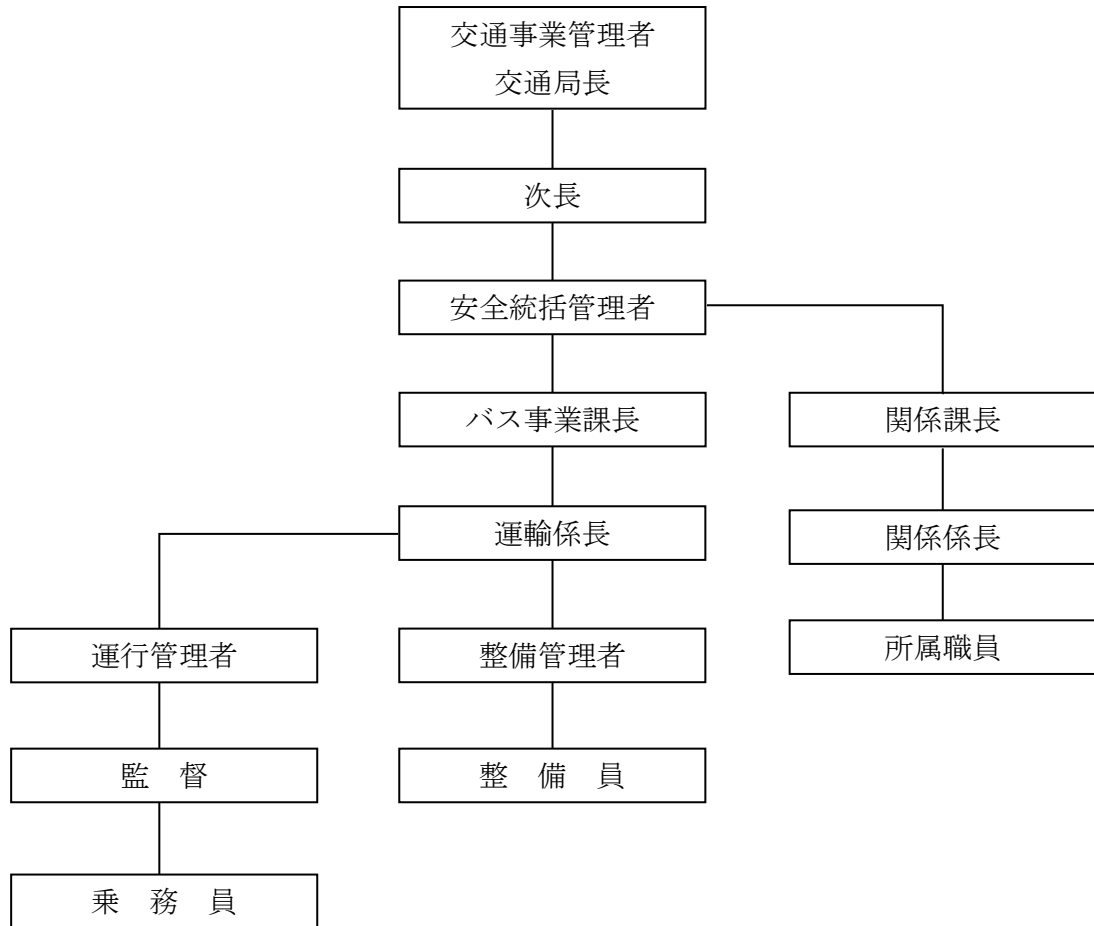 交通事業管理者
交通局長
次長
安全統括管理者
バス事業課長
関係課長
運輸係長
関係係長
運行管理者
整備管理者
所属職員
監　督
整　備　員
乗　務　員